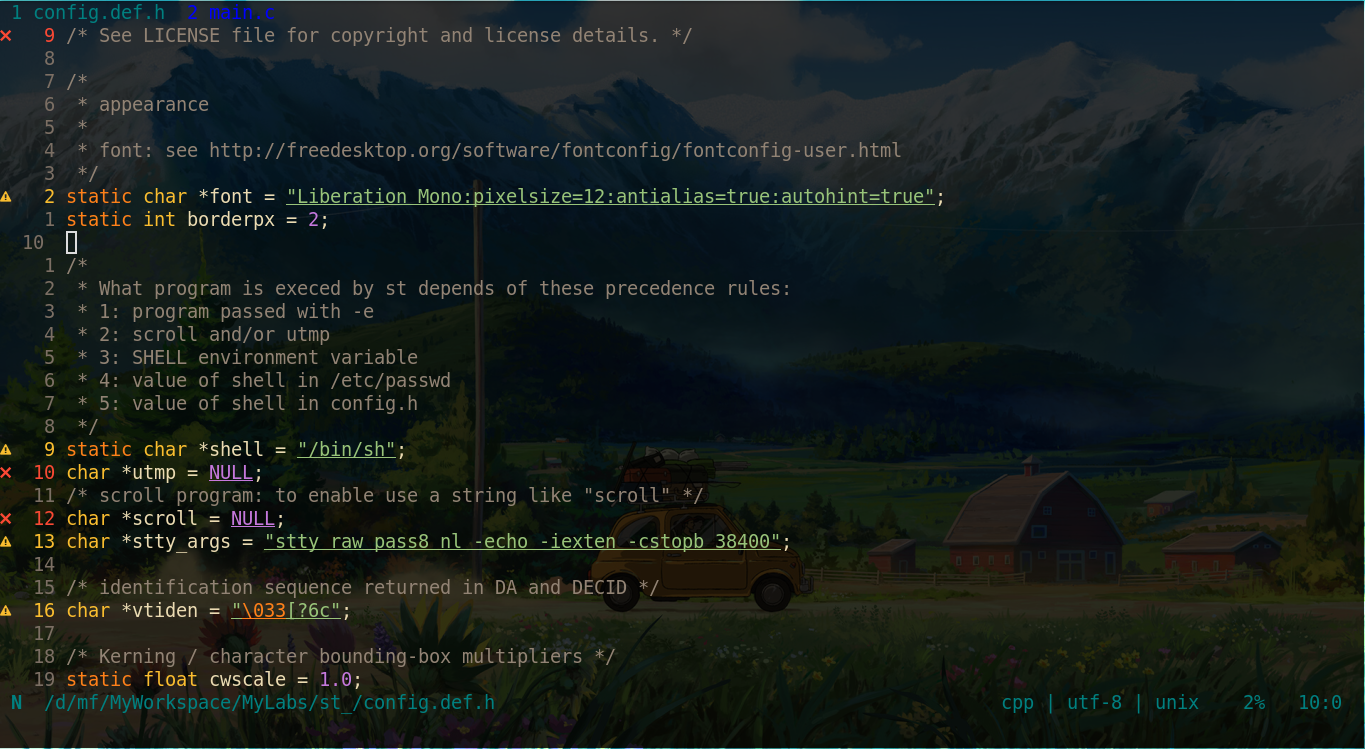 1 config.def.h 2 main.c
✕ 9 /* See LICENSE file for copyright and license details. */
8
7 /*
6  * appearance
5  *
4  * font: see http://freedesktop.org/software/fontconfig/fontconfig-user.html
3  */
⚠ 2 static char *font = "Liberation Mono:pixelsize=12:antialias=true:autohint=true";
1 static int borderpx = 2;
10
1 /*
2  * What program is execed by st depends of these precedence rules:
3  * 1: program passed with -e
4  * 2: scroll and/or utmp
5  * 3: SHELL environment variable
6  * 4: value of shell in /etc/passwd
7  * 5: value of shell in config.h
8  */
⚠ 9 static char *shell = "/bin/sh";
✕ 10 char *utmp = NULL;
11 /* scroll program: to enable use a string like "scroll" */
✕ 12 char *scroll = NULL;
⚠ 13 char *stty_args = "stty raw pass8 nl -echo -iexten -cstopb 38400";
14
15 /* identification sequence returned in DA and DECID */
⚠ 16 char *vtiden = "\033[?6c";
17
18 /* Kerning / character bounding-box multipliers */
19 static float cwscale = 1.0;
N /d/mf/MyWorkspace/MyLabs/st_/config.def.h cpp | utf-8 | unix 2% 10:0